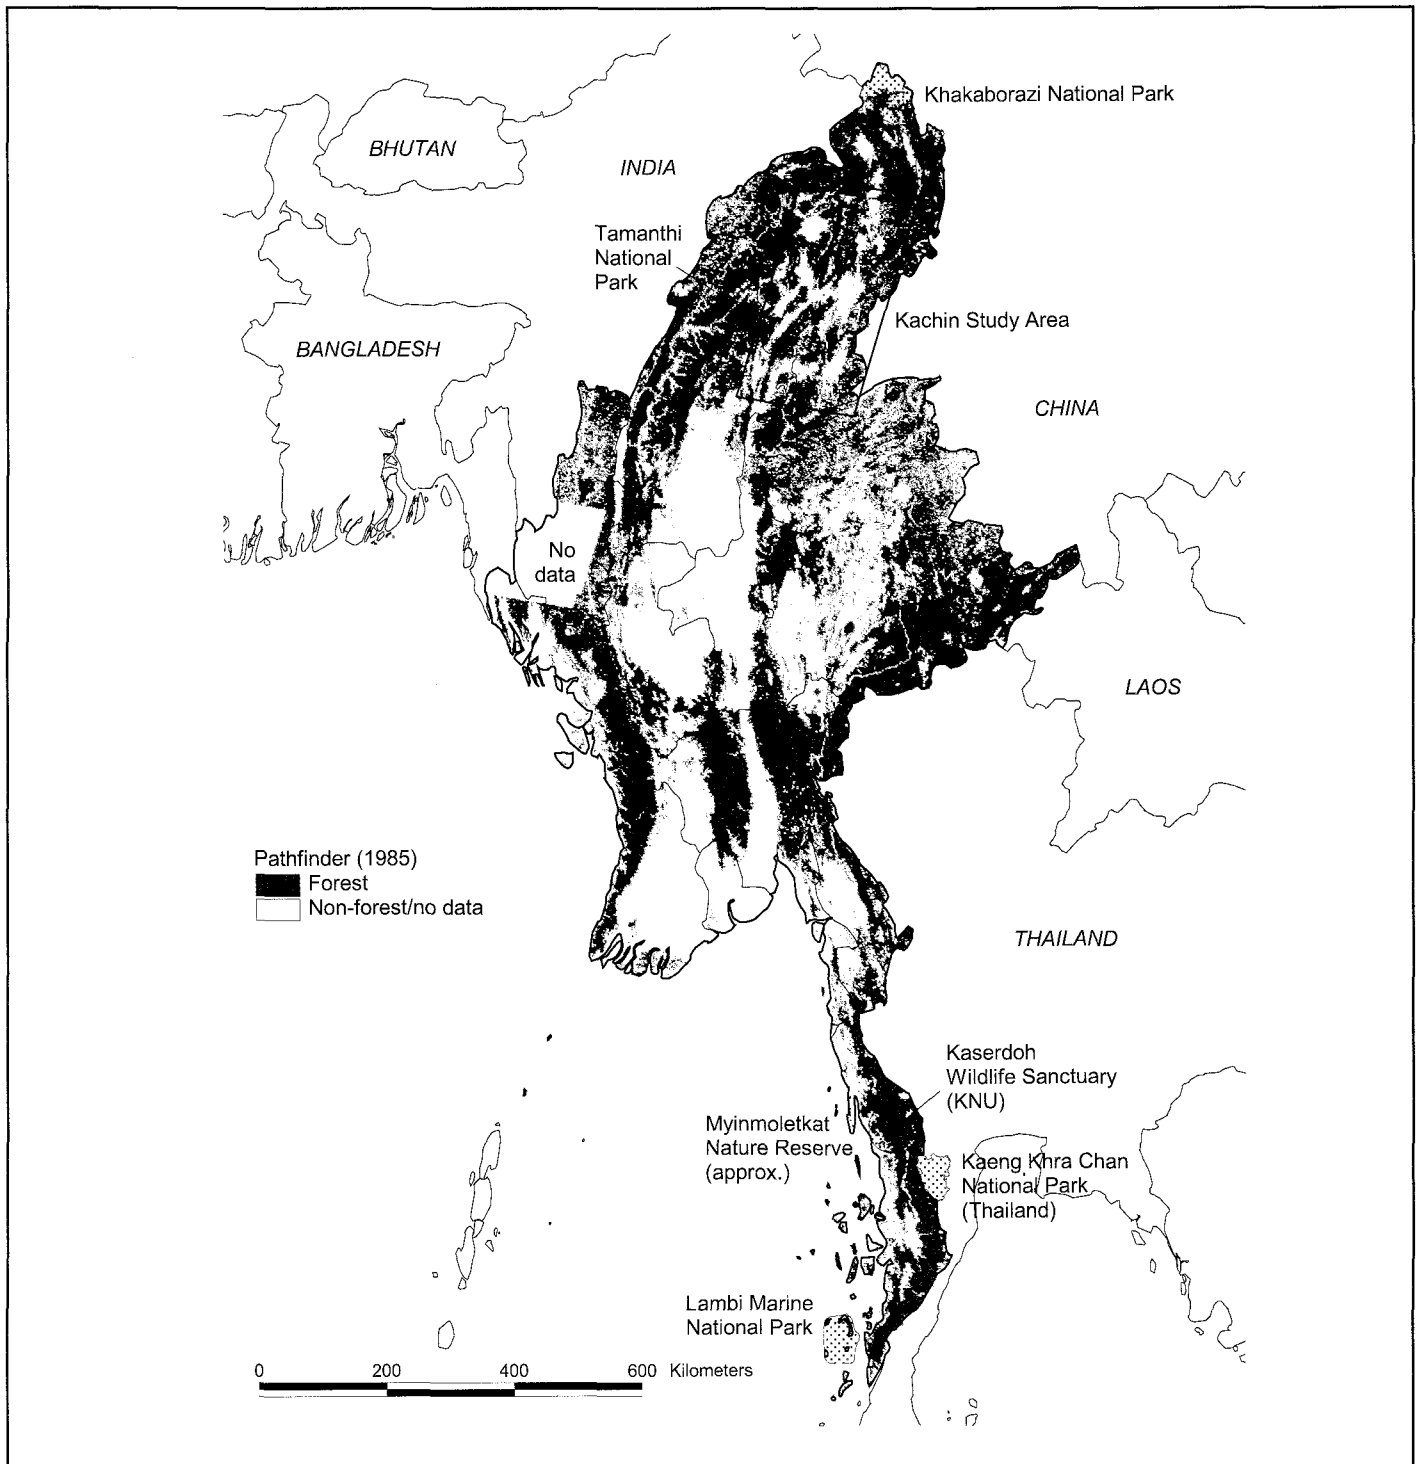 Khakaborazi National Park
BHUTAN
INDIA
Tamanthi
National
Park
Kachin Study Area
BANGLADESH
CHINA
No
data
LAOS
Pathfinder (1985)
Forest
Non-forest/no data
THAILAND
Kaserdoh
Wildlife Sanctuary
(KNU)
Myinmoletkat
Nature Reserve
(approx.)
Kaeng Khra Chan
National Park
(Thailand)
Lambi Marine
National Park
0 200 400 600 Kilometers